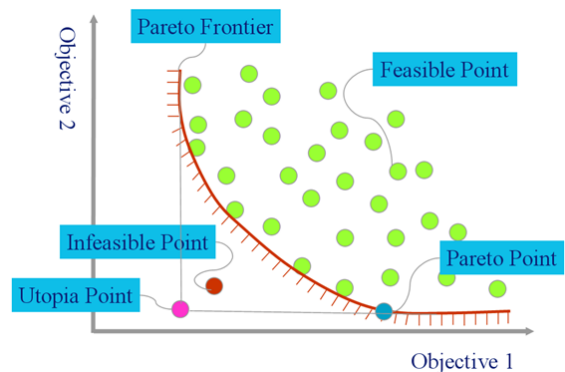 Pareto Frontier
Objective 2
Feasible Point
Infeasible Point
Pareto Point
Utopia Point
Objective 1